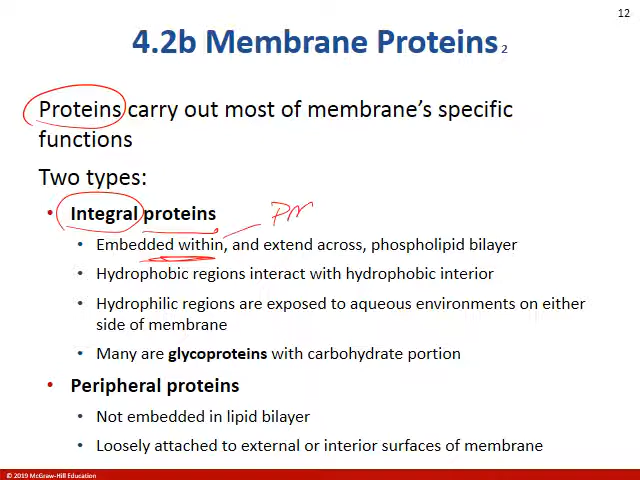 12
4.2b Membrane Proteins 2
Proteins carry out most of membrane's specific
functions
Two types:
• Integral proteins
PM
• Embedded within, and extend across, phospholipid bilayer
• Hydrophobic regions interact with hydrophobic interior
• Hydrophilic regions are exposed to aqueous environments on either
side of membrane
• Many are glycoproteins with carbohydrate portion
• Peripheral proteins
• Not embedded in lipid bilayer
• Loosely attached to external or interior surfaces of membrane
© 2019 McGraw-Hill Education